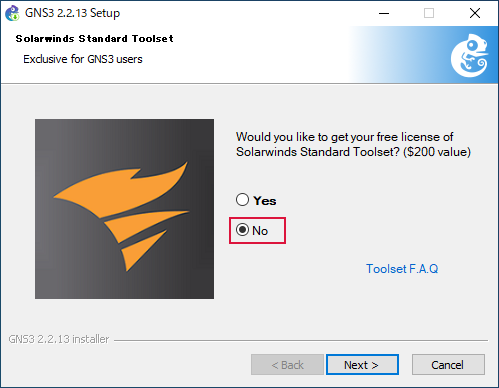 GNS3 2.2.13 Setup
Solarwinds Standard Toolset
Exclusive for GNS3 users
Would you like to get your free license of
Solarwinds Standard Toolset? ($200 value)
Yes
No
Toolset F.A.Q
GNS3 2.2.13 installer
< Back
Next >
Cancel